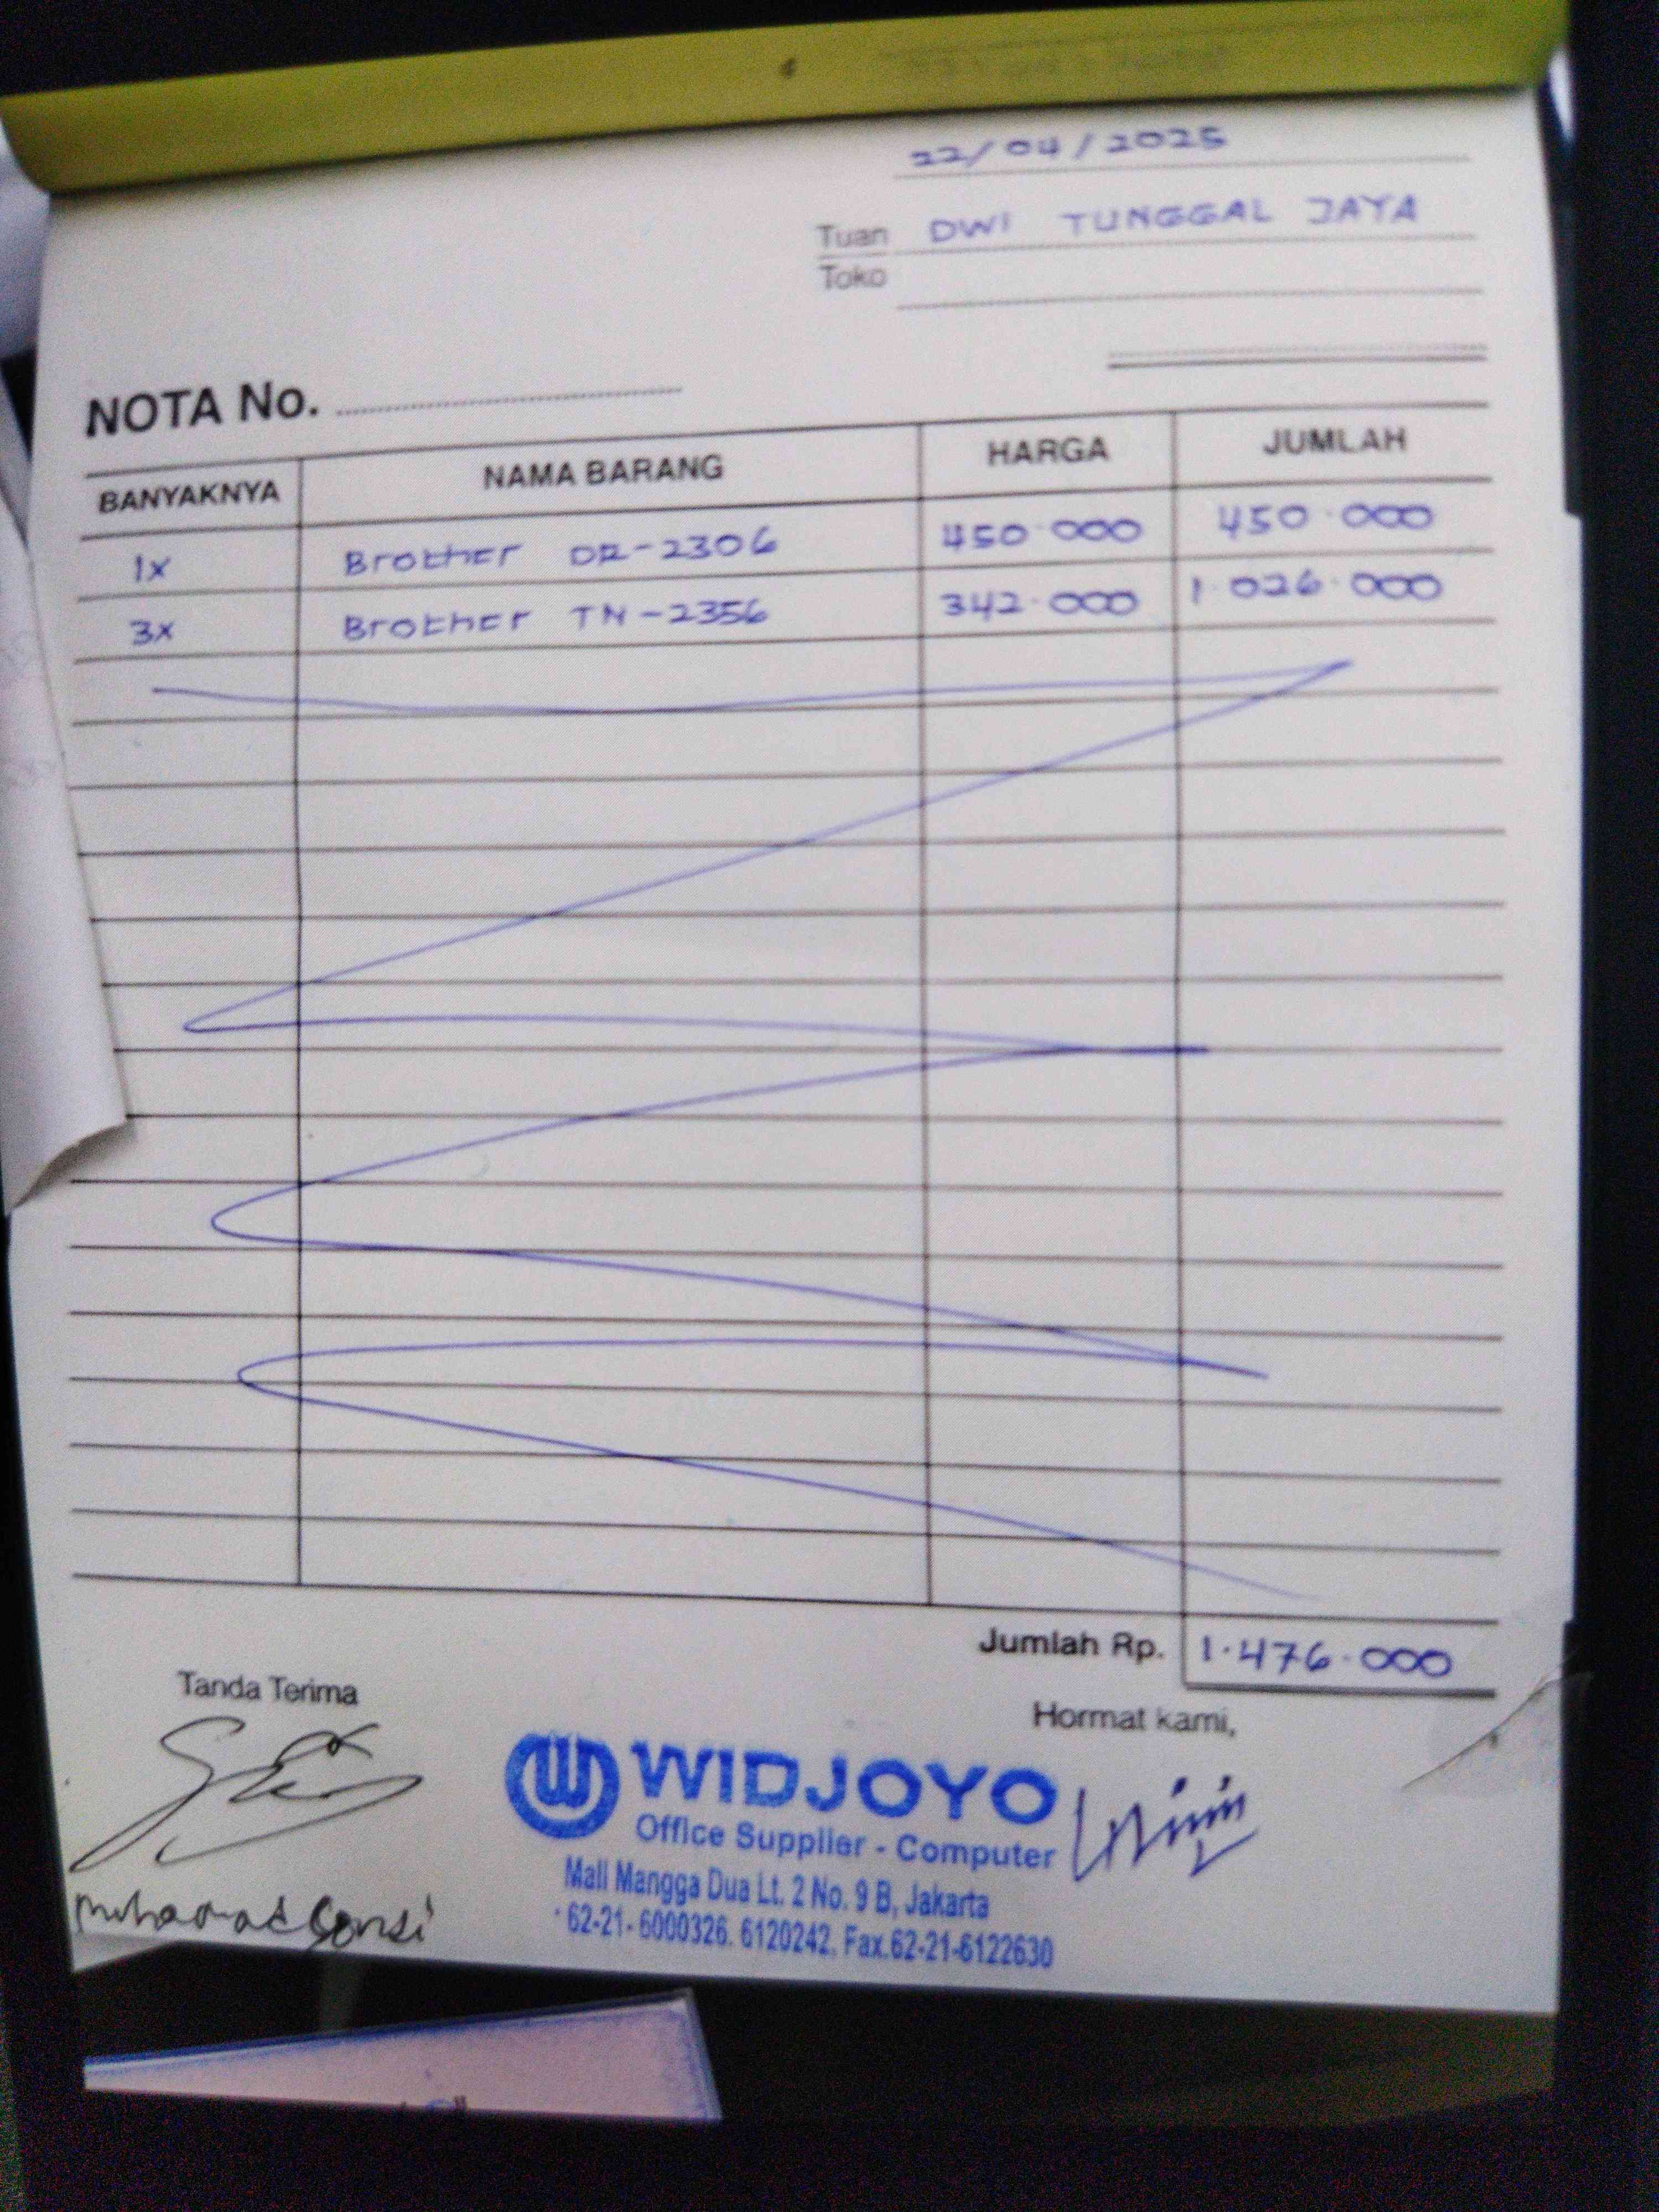 22/04/2025
Tuan DWI TUNGGAL JAYA
Toko
NOTA No.
BANYAKNYA NAMA BARANG HARGA JUMLAH
1x Brother DR-2306 450.000 450.000
3x Brother TN-2356 342.000 1.026.000
Jumlah Rp. 1.476.000
Tanda Terima
Hormat kami,
WIDJOYO
Office Supplier - Computer
Mall Mangga Dua Lt. 2 No. 9 B, Jakarta
62-21- 6000326. 6120242. Fax.62-21-6122630